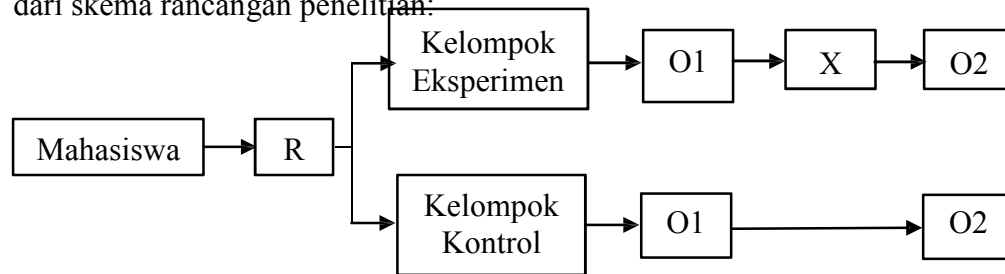 dari skema rancangan penelitian:
Kelompok
Eksperimen
O1
X
O2
Mahasiswa
R
Kelompok
Kontrol
O1
O2